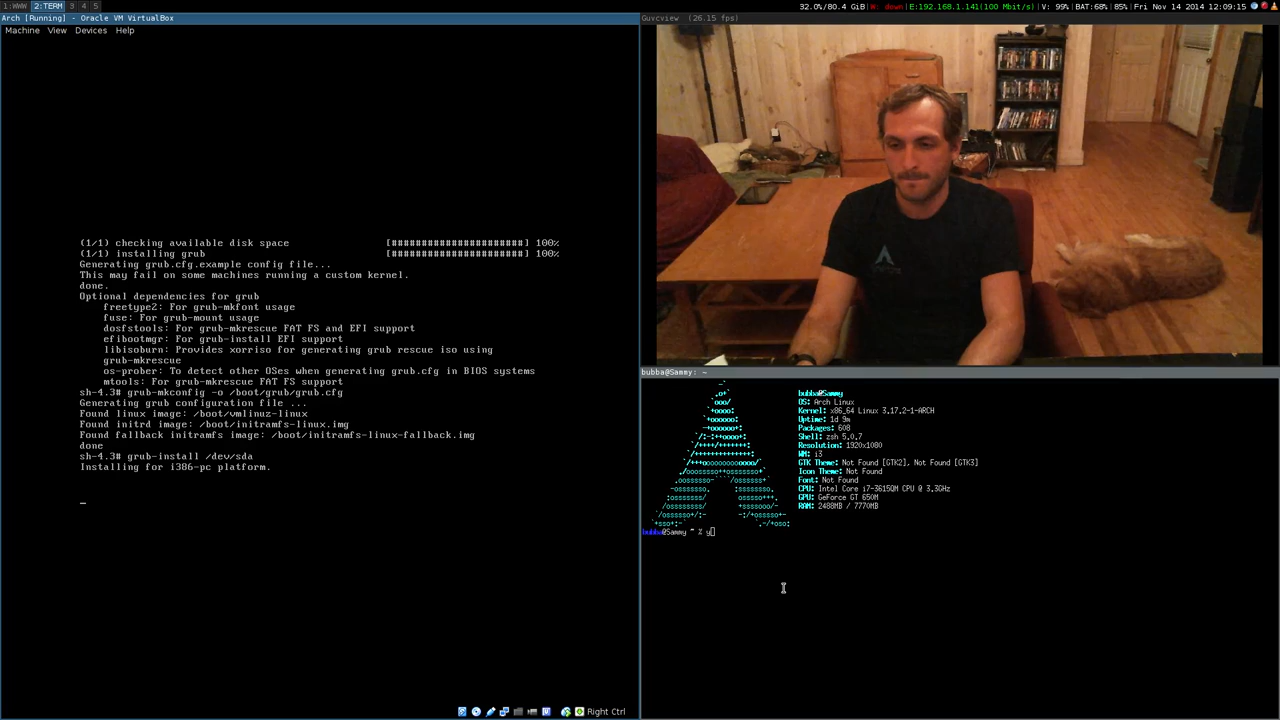 1:WWW 2:TERM 3 4 5
32.0%/80.4 GiB|W: down|E:192.168.1.141(100 Mbit/s)|V: 99%|BAT:68%|85%|Fri Nov 14 2014 12:09:15
Arch [Running] - Oracle VM VirtualBox
Machine View Devices Help
(1/1) checking available disk space [######################] 100%
(1/1) installing grub [######################] 100%
Generating grub.cfg.example config file...
This may fail on some machines running a custom kernel.
done.
Optional dependencies for grub
freetype2: For grub-mkfont usage
fuse: For grub-mount usage
dosfstools: For grub-mkrescue FAT FS and EFI support
efibootmgr: For grub-install EFI support
libisoburn: Provides xorriso for generating grub rescue iso using
grub-mkrescue
os-prober: To detect other OSes when generating grub.cfg in BIOS systems
mtools: For grub-mkrescue FAT FS support
sh-4.3# grub-mkconfig -o /boot/grub/grub.cfg
Generating grub configuration file ...
Found linux image: /boot/vmlinuz-linux
Found initrd image: /boot/initramfs-linux.img
Found fallback initramfs image: /boot/initramfs-linux-fallback.img
done
sh-4.3# grub-install /dev/sda
Installing for i386-pc platform.
_
Right Ctrl
Guvcview (26.15 fps)
bubba@Sammy: ~
bubba@Sammy
OS: Arch Linux
Kernel: x86_64 Linux 3.17.2-1-ARCH
Uptime: 1d 9m
Packages: 608
Shell: zsh 5.0.7
Resolution: 1920x1080
WM: i3
GTK Theme: Not Found [GTK2], Not Found [GTK3]
Icon Theme: Not Found
Font: Not Found
CPU: Intel Core i7-3615QM CPU @ 3.3GHz
GPU: GeForce GT 650M
RAM: 2488MB / 7770MB
bubba@Sammy ~ % y